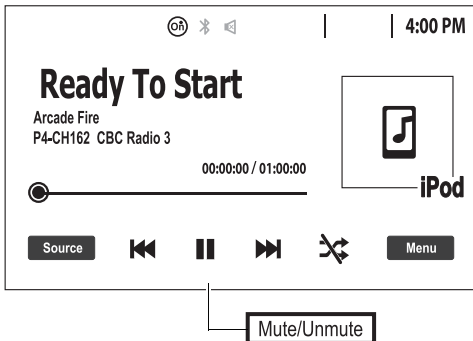 4:00 PM
Ready To Start
Arcade Fire
P4-CH162 CBC Radio 3
00:00:00 / 01:00:00
iPod
Source
Menu
Mute/Unmute